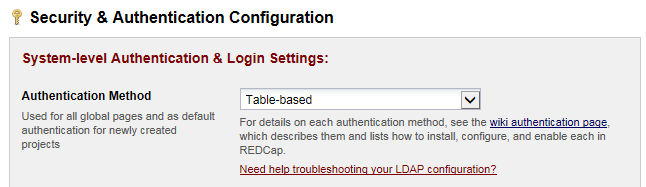 Security & Authentication Configuration
System-level Authentication & Login Settings:
Authentication Method
Used for all global pages and as default
authentication for newly created
projects
Table-based
For details on each authentication method, see the wiki authentication page,
which describes them and lists how to install, configure, and enable each in
REDCap.
Need help troubleshooting your LDAP configuration?